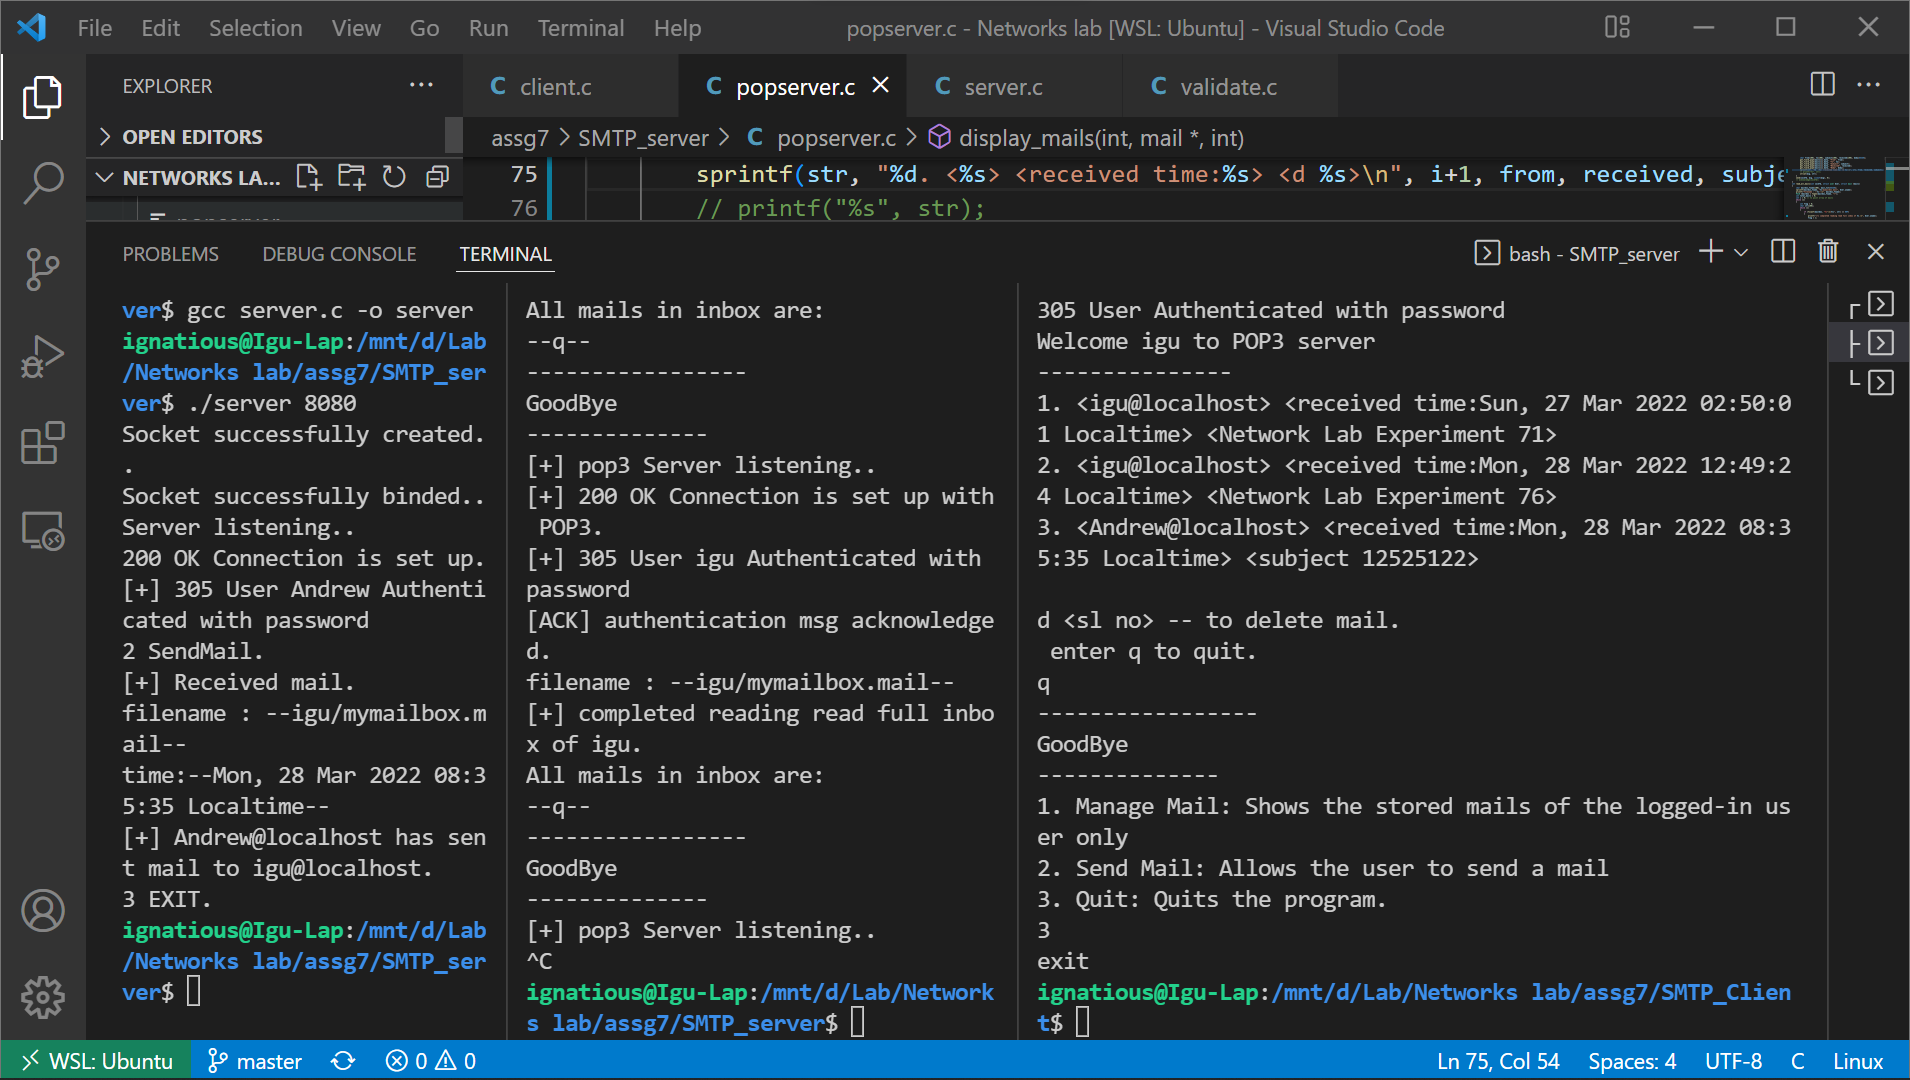 File Edit Selection View Go Run Terminal Help
popserver.c - Networks lab [WSL: Ubuntu] - Visual Studio Code
EXPLORER
OPEN EDITORS
NETWORKS LA...
client.c
popserver.c
server.c
validate.c
assg7 > SMTP_server > C popserver.c > display_mails(int, mail *, int)
75 sprintf(str, "%d. <%s> <received time:%s> <d %s>\n", i+1, from, received, subje
76 // printf("%s", str);
PROBLEMS DEBUG CONSOLE TERMINAL
bash - SMTP_server
ver$ gcc server.c -o server
ignatious@Igu-Lap:/mnt/d/Lab
/Networks lab/assg7/SMTP_ser
ver$ ./server 8080
Socket successfully created.
.
Socket successfully binded..
Server listening..
200 OK Connection is set up.
[+] 305 User Andrew Authenti
cated with password
2 SendMail.
[+] Received mail.
filename : --igu/mymailbox.m
ail--
time:--Mon, 28 Mar 2022 08:3
5:35 Localtime--
[+] Andrew@localhost has sen
t mail to igu@localhost.
3 EXIT.
ignatious@Igu-Lap:/mnt/d/Lab
/Networks lab/assg7/SMTP_ser
ver$
All mails in inbox are:
--q--
-----------------
GoodBye
--------------
[+] pop3 Server listening..
[+] 200 OK Connection is set up with
 POP3.
[+] 305 User igu Authenticated with
password
[ACK] authentication msg acknowledge
d.
filename : --igu/mymailbox.mail--
[+] completed reading read full inbo
x of igu.
All mails in inbox are:
--q--
-----------------
GoodBye
--------------
[+] pop3 Server listening..
^C
ignatious@Igu-Lap:/mnt/d/Lab/Network
s lab/assg7/SMTP_server$
305 User Authenticated with password
Welcome igu to POP3 server
---------------
1. <igu@localhost> <received time:Sun, 27 Mar 2022 02:50:0
1 Localtime> <Network Lab Experiment 71>
2. <igu@localhost> <received time:Mon, 28 Mar 2022 12:49:2
4 Localtime> <Network Lab Experiment 76>
3. <Andrew@localhost> <received time:Mon, 28 Mar 2022 08:3
5:35 Localtime> <subject 12525122>
d <sl no> -- to delete mail.
 enter q to quit.
q
-----------------
GoodBye
--------------
1. Manage Mail: Shows the stored mails of the logged-in us
er only
2. Send Mail: Allows the user to send a mail
3. Quit: Quits the program.
3
exit
ignatious@Igu-Lap:/mnt/d/Lab/Networks lab/assg7/SMTP_Clien
t$
WSL: Ubuntu master 0 0
Ln 75, Col 54 Spaces: 4 UTF-8 C Linux